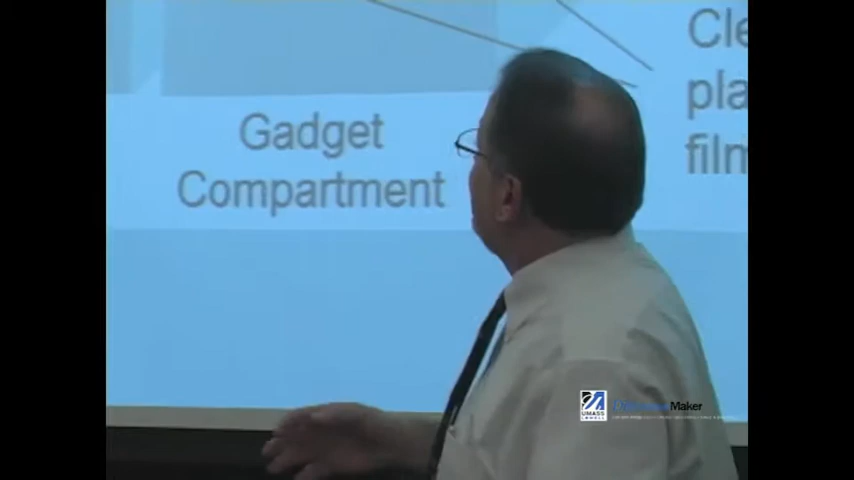 Gadget
Compartment
Cle
pla
film
UMASS
LOWELL
Maker